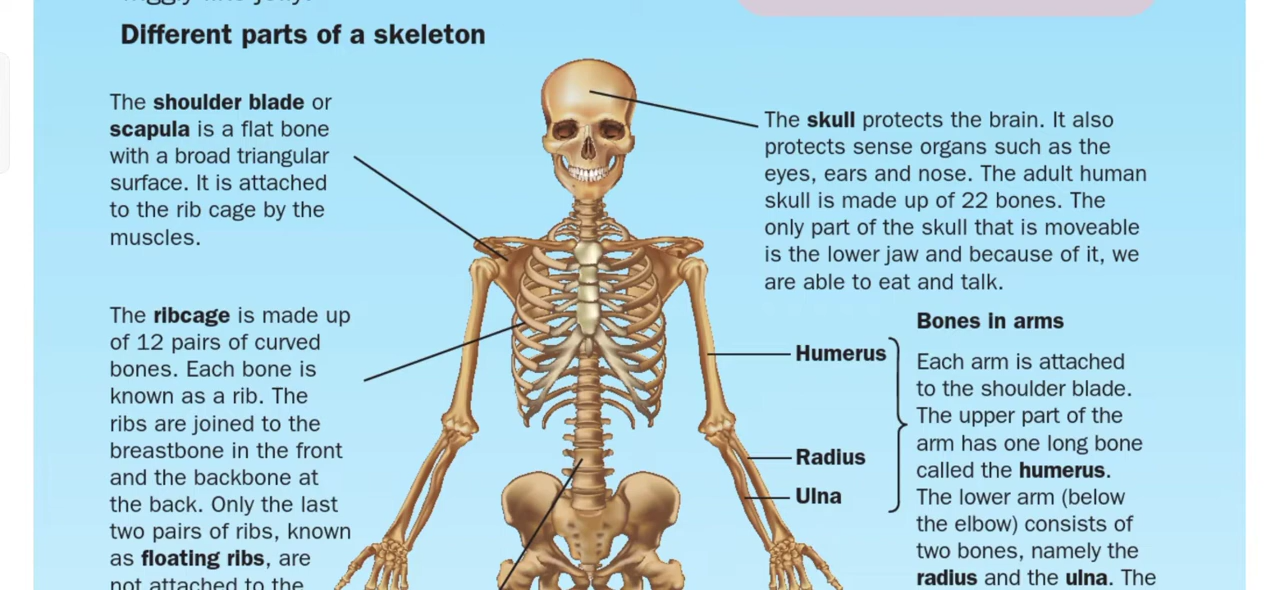 Different parts of a skeleton
The shoulder blade or
scapula is a flat bone
with a broad triangular
surface. It is attached
to the rib cage by the
muscles.
The ribcage is made up
of 12 pairs of curved
bones. Each bone is
known as a rib. The
ribs are joined to the
breastbone in the front
and the backbone at
the back. Only the last
two pairs of ribs, known
as floating ribs, are
not attached to the
The skull protects the brain. It also
protects sense organs such as the
eyes, ears and nose. The adult human
skull is made up of 22 bones. The
only part of the skull that is moveable
is the lower jaw and because of it, we
are able to eat and talk.
Humerus
Radius
Ulna
Bones in arms
Each arm is attached
to the shoulder blade.
The upper part of the
arm has one long bone
called the humerus.
The lower arm (below
the elbow) consists of
two bones, namely the
radius and the ulna. The